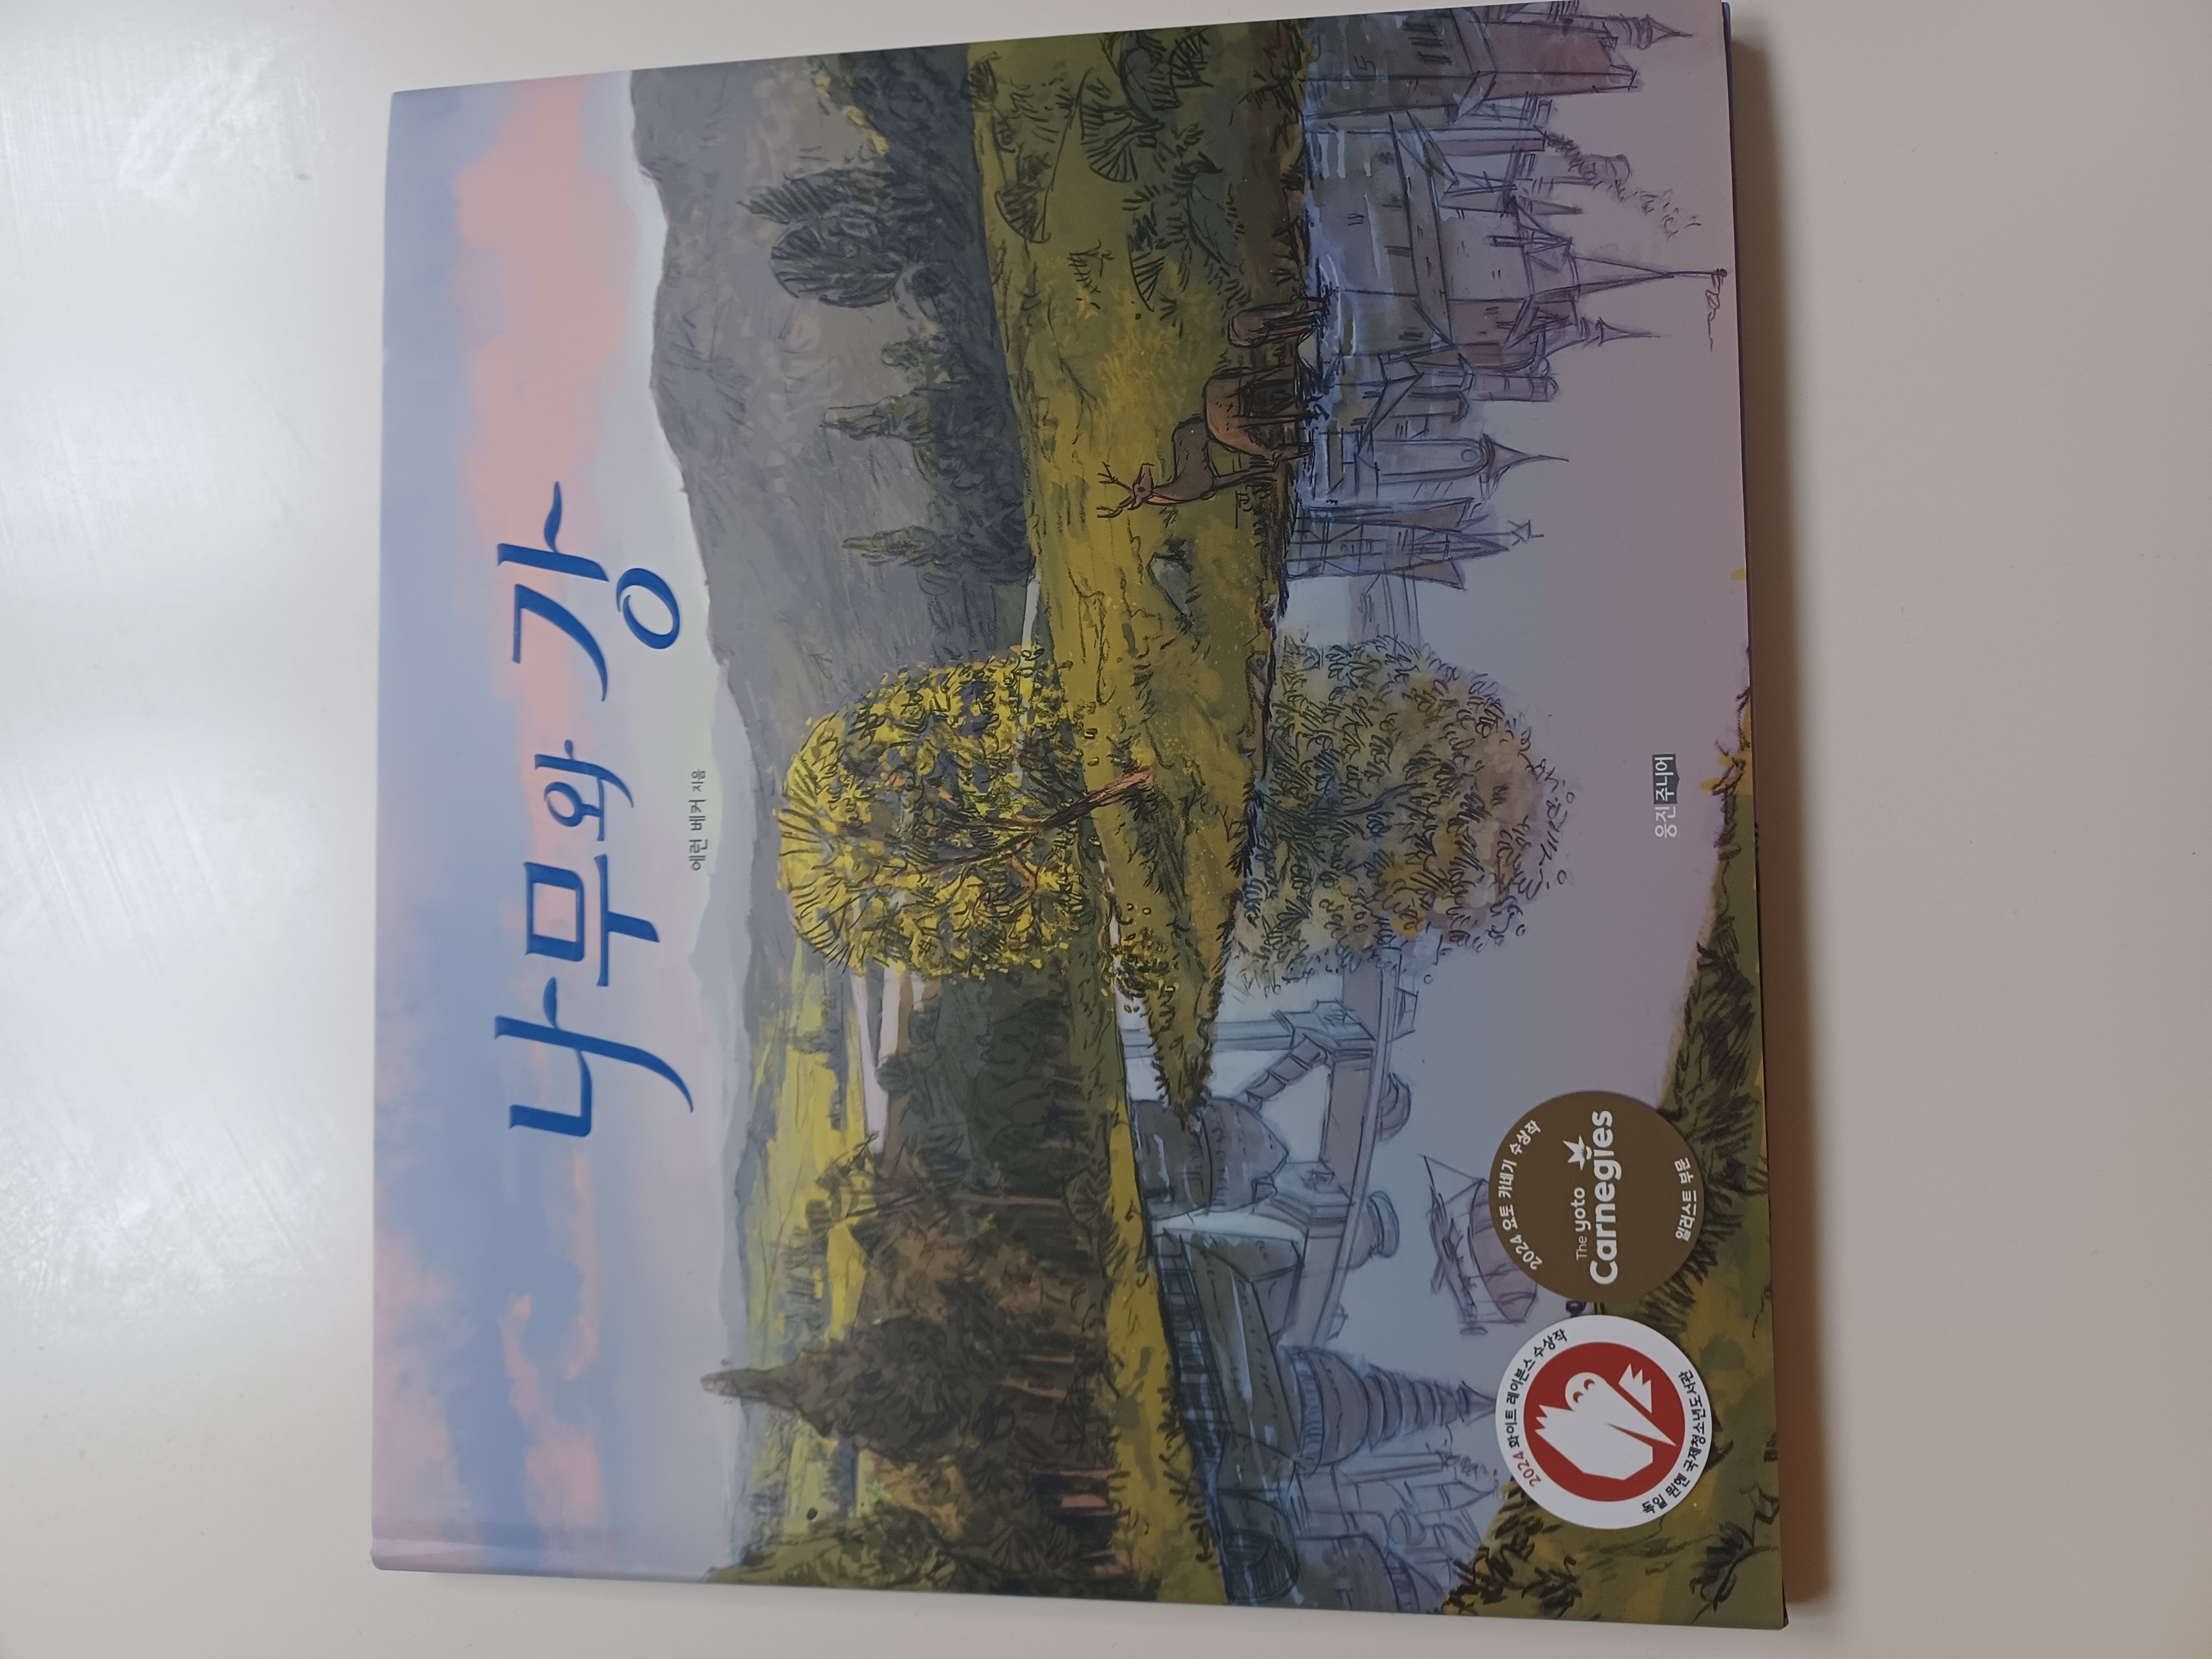 나무와 강
에런 베커 지음
2024 화이트 레이븐스 수상작
독일 뮌헨 국제청소년도서관
2024 요토 카네기 수상작
The yoto
Carnegies
일러스트 부문
웅진주니어